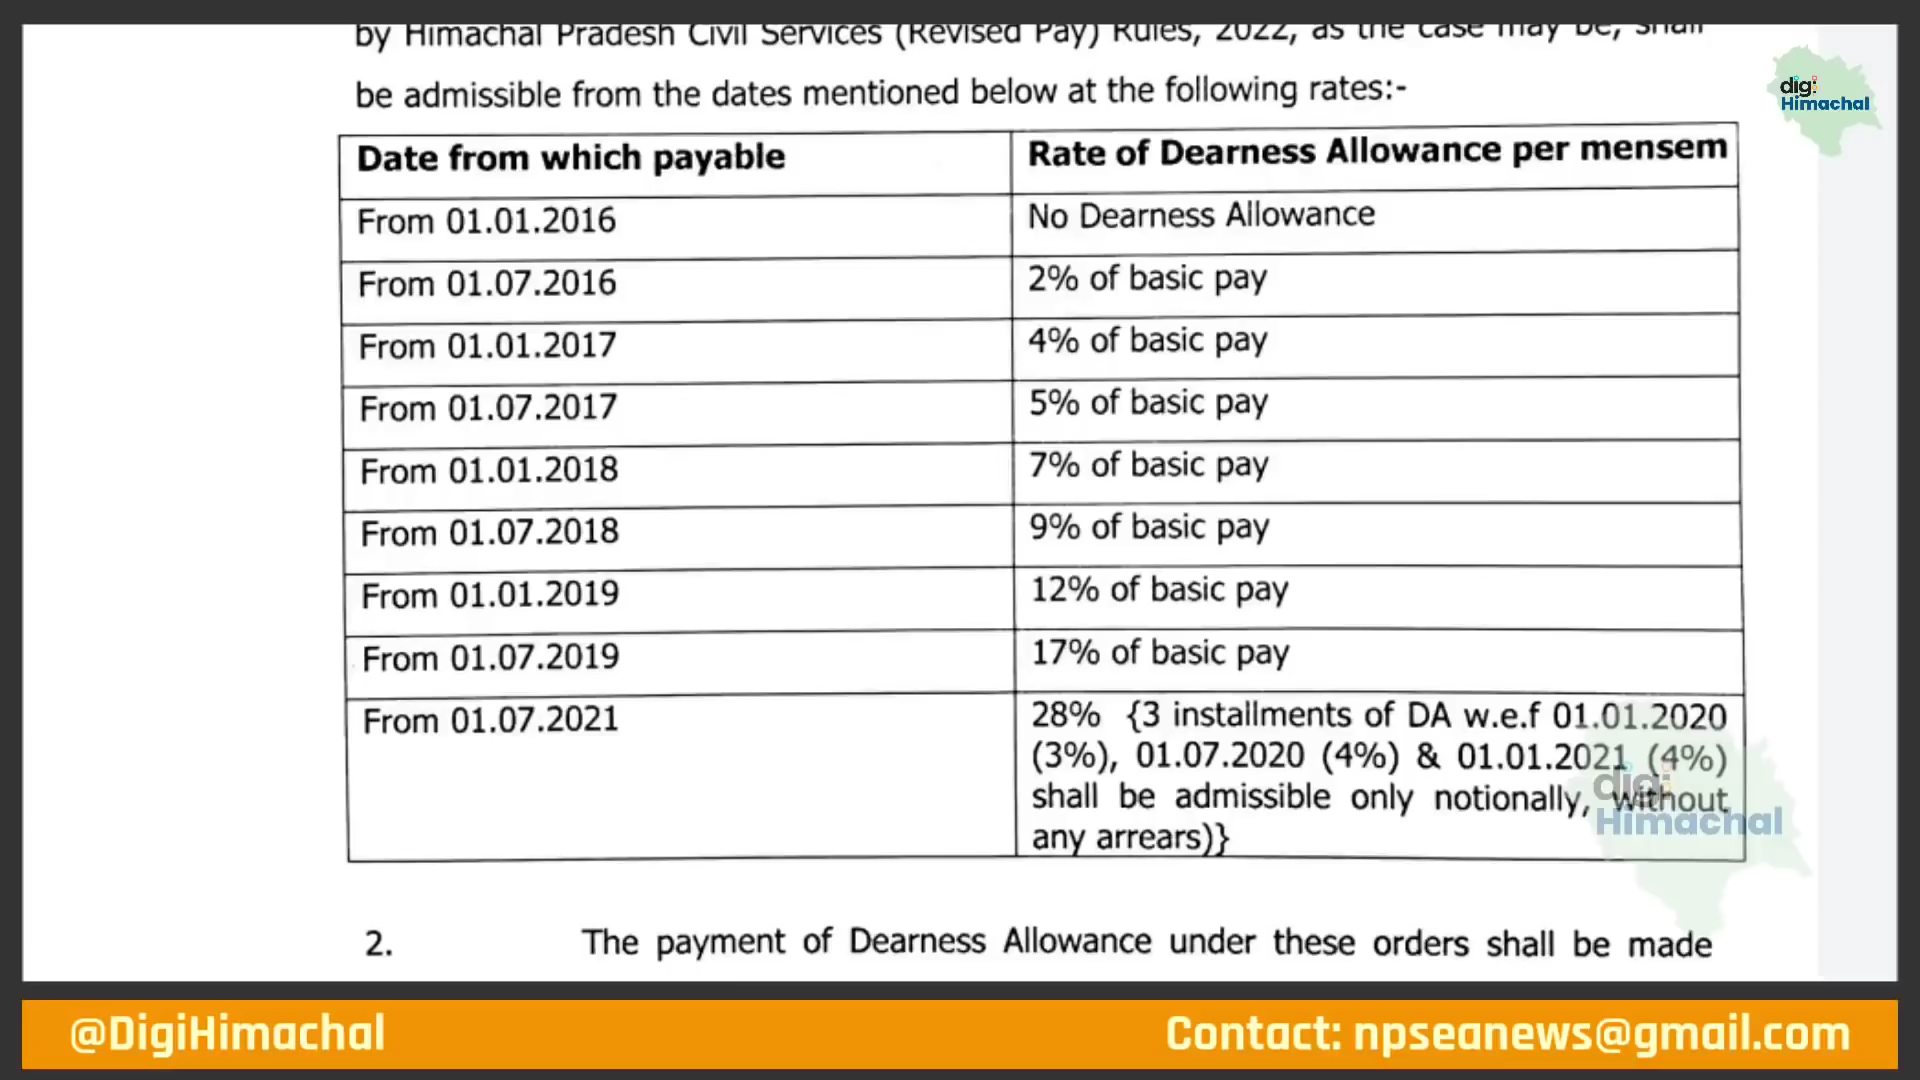 by Himachal Pradesh Civil Services (Revised Pay) Rules, 2022, as the case may be, shall
be admissible from the dates mentioned below at the following rates:-
digi:
Himachal
Date from which payable Rate of Dearness Allowance per mensem
From 01.01.2016 No Dearness Allowance
From 01.07.2016 2% of basic pay
From 01.01.2017 4% of basic pay
From 01.07.2017 5% of basic pay
From 01.01.2018 7% of basic pay
From 01.07.2018 9% of basic pay
From 01.01.2019 12% of basic pay
From 01.07.2019 17% of basic pay
From 01.07.2021 28% {3 installments of DA w.e.f 01.01.2020
(3%), 01.07.2020 (4%) & 01.01.2021 (4%)
shall be admissible only notionally, without
any arrears)}
digi:
Himachal
2. The payment of Dearness Allowance under these orders shall be made
@DigiHimachal Contact: npseanews@gmail.com